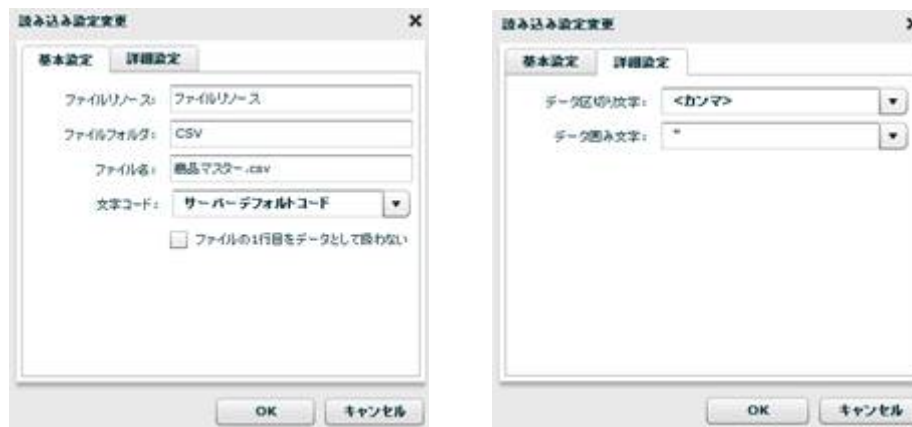 読み込み設定変更
基本設定 詳細設定
ファイルリソース: ファイルリソース
ファイルフォルダ: CSV
ファイル名: 商品マスター.csv
文字コード: サーバーデフォルトコード
ファイルの1行目をデータとして扱わない
OK キャンセル
読み込み設定変更
基本設定 詳細設定
データ区切り文字: <カンマ>
データ囲み文字: "
OK キャンセル